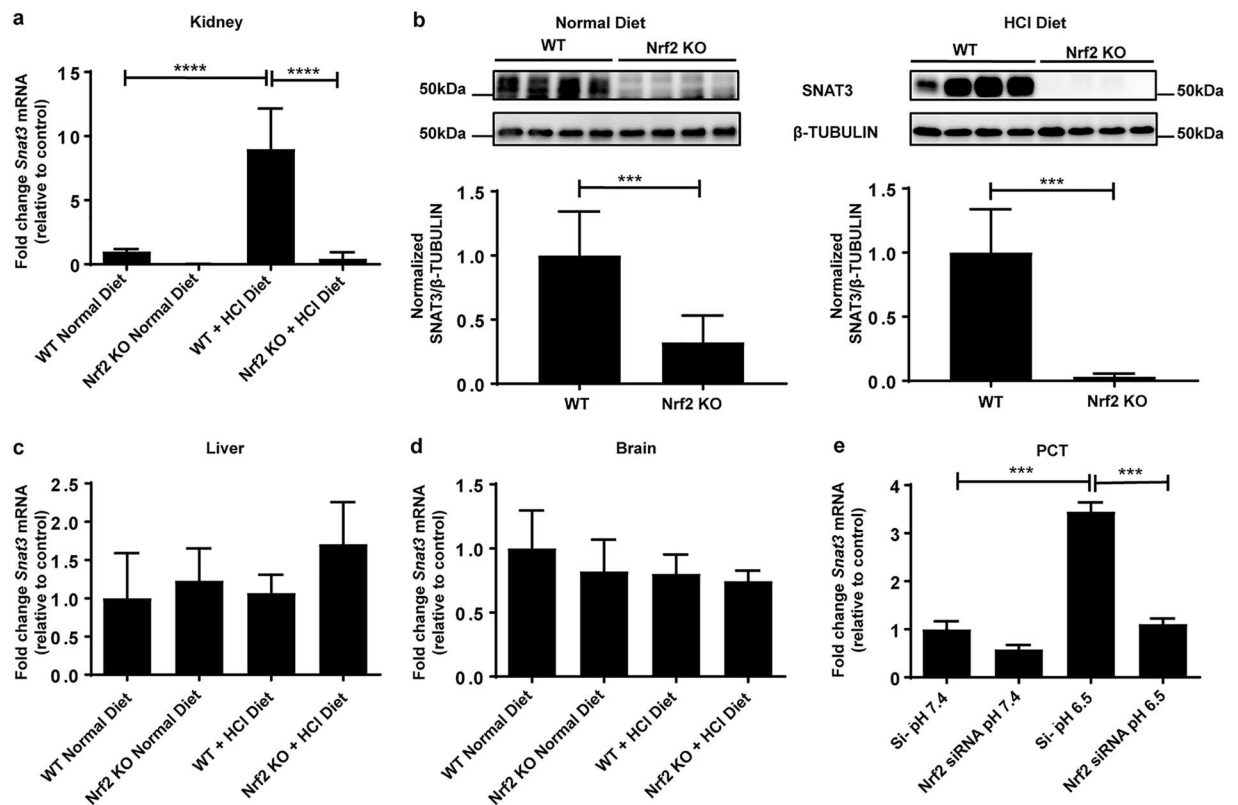 a
Kidney
Fold change Snat3 mRNA
(relative to control)
15
10
5
0
****
****
WT Normal Diet
Nrf2 KO Normal Diet
WT + HCl Diet
Nrf2 KO + HCl Diet
b
Normal Diet
WT
Nrf2 KO
50kDa
50kDa
SNAT3
β-TUBULIN
HCl Diet
WT
Nrf2 KO
50kDa
50kDa
Normalized
SNAT3/β-TUBULIN
1.5
1.0
0.5
0.0
***
WT
Nrf2 KO
Normalized
SNAT3/β-TUBULIN
1.5
1.0
0.5
0.0
***
WT
Nrf2 KO
c
Liver
Fold change Snat3 mRNA
(relative to control)
2.5
2.0
1.5
1.0
0.5
0.0
WT Normal Diet
Nrf2 KO Normal Diet
WT + HCl Diet
Nrf2 KO + HCl Diet
d
Brain
Fold change Snat3 mRNA
(relative to control)
1.5
1.0
0.5
0.0
WT Normal Diet
Nrf2 KO Normal Diet
WT + HCl Diet
Nrf2 KO + HCl Diet
e
PCT
Fold change Snat3 mRNA
(relative to control)
4
3
2
1
0
***
***
Si- pH 7.4
Nrf2 siRNA pH 7.4
Si- pH 6.5
Nrf2 siRNA pH 6.5